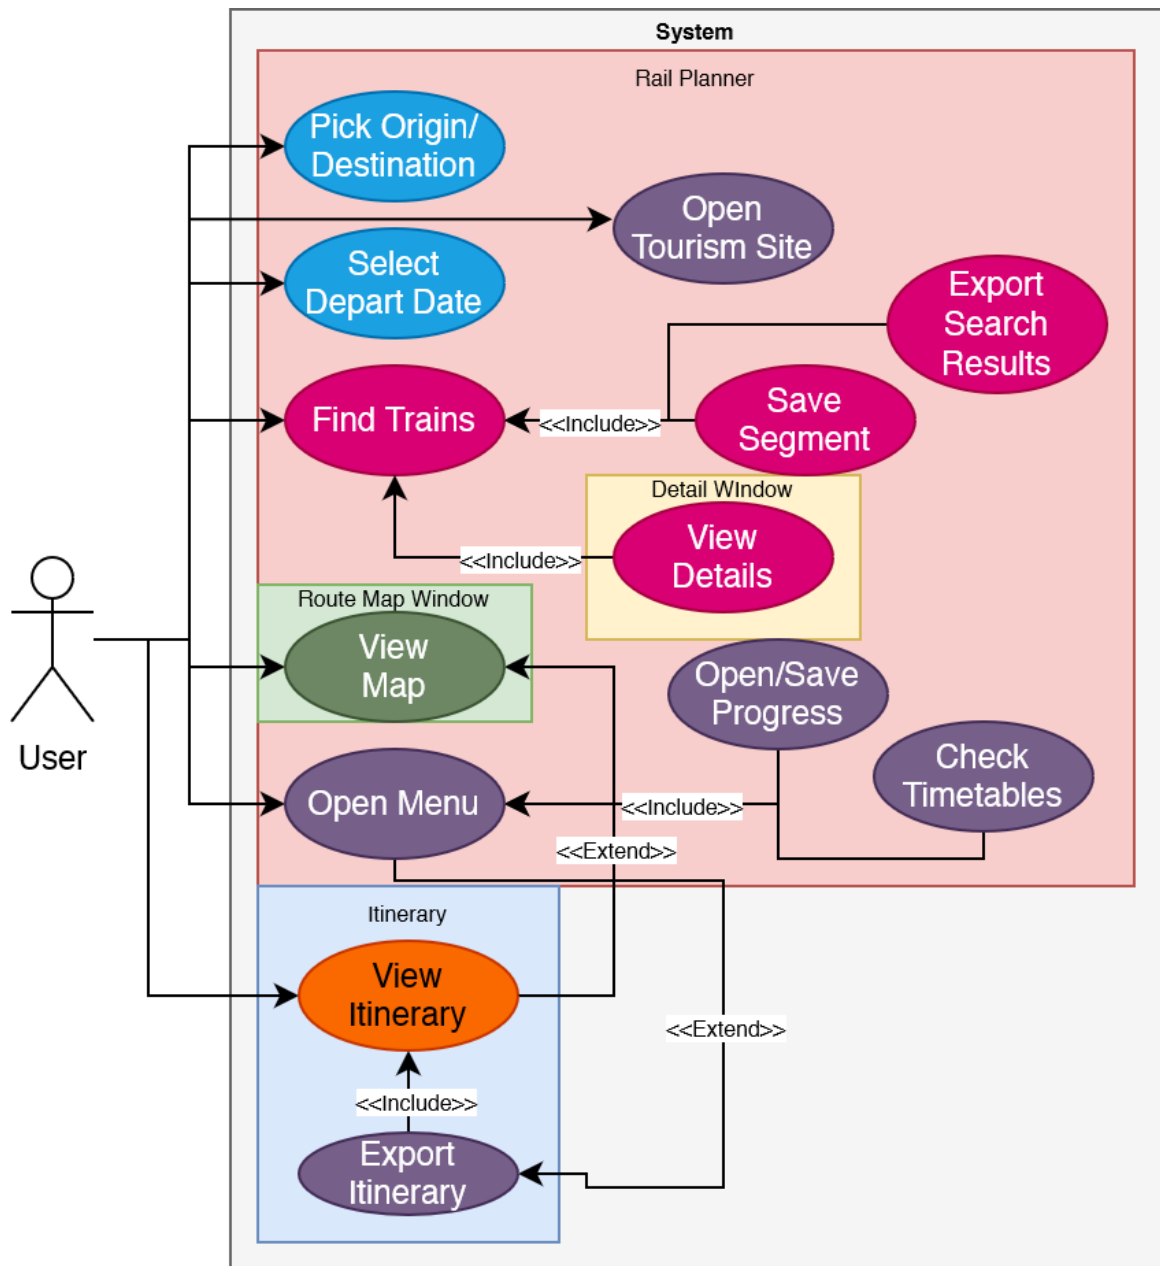 System
Rail Planner
Pick Origin/
Destination
Open
Tourism Site
Select
Depart Date
Export
Search
Results
Find Trains
<<Include>>
Save
Segment
Detail WIndow
View
Details
<<Include>>
Route Map Window
View
Map
Open/Save
Progress
User
Check
Timetables
Open Menu
<<Include>>
<<Extend>>
Itinerary
View
Itinerary
<<Extend>>
<<Include>>
Export
Itinerary